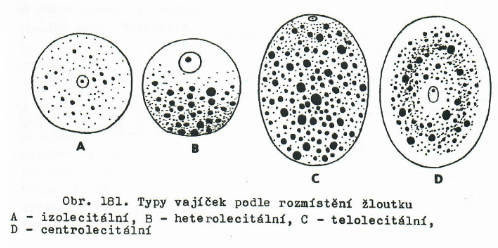 A
B
C
D
Obr. 181. Typy vajíček podle rozmístění žloutku
A - izolecitální, B - heterolecitální, C - telolecitální,
D - centrolecitální